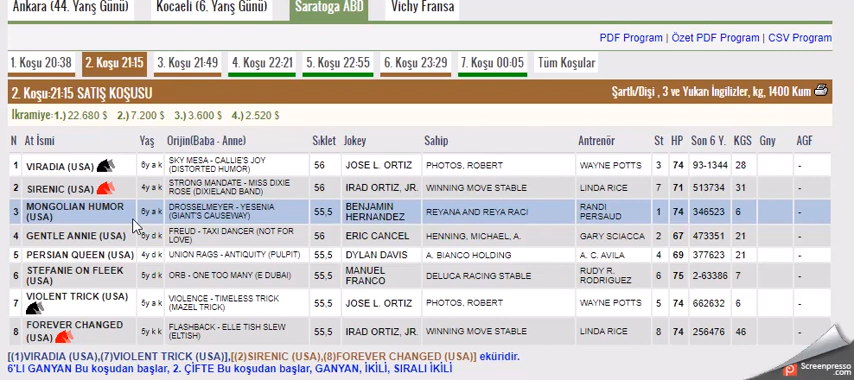 Ankara (44. Yarış Günü) Kocaeli (6. Yarış Günü) Saratoga ABD Vichy Fransa
PDF Program | Özet PDF Program | CSV Program
1. Koşu 20:38 2. Koşu 21:15 3. Koşu 21:49 4. Koşu 22:21 5. Koşu 22:55 6. Koşu 23:29 7. Koşu 00:05 Tüm Koşular
2. Koşu:21:15 SATIŞ KOŞUSU Şartlı/Dişi , 3 ve Yukarı İngilizler, kg, 1400 Kum
İkramiye: 1.) 22.680 $ 2.) 7.200 $ 3.) 3.600 $ 4.) 2.520 $
N At İsmi Yaş Orijin(Baba - Anne) Sıklet Jokey Sahip Antrenör St HP Son 6 Y. KGS Gny AGF
1 VIRADIA (USA) 6y a k SKY MESA - CALLIE'S JOY (DISTORTED HUMOR) 56 JOSE L. ORTIZ PHOTOS, ROBERT WAYNE POTTS 3 74 93-1344 28 -
2 SIRENIC (USA) 4y a k STRONG MANDATE - MISS DIXIE ROSE (DIXIELAND BAND) 56 IRAD ORTIZ, JR. WINNING MOVE STABLE LINDA RICE 7 71 513734 31 -
3 MONGOLIAN HUMOR (USA) 6y a k DROSSELMEYER - YESENIA (GIANT'S CAUSEWAY) 55,5 BENJAMIN HERNANDEZ REYANA AND REYA RACI RANDI PERSAUD 1 74 346523 6 -
4 GENTLE ANNIE (USA) 6y d k FREUD - TAXI DANCER (NOT FOR LOVE) 56 ERIC CANCEL HENNING, MICHAEL, A. GARY SCIACCA 2 67 473351 21 -
5 PERSIAN QUEEN (USA) 4y d k UNION RAGS - ANTIQUITY (PULPIT) 55,5 DYLAN DAVIS A. BIANCO HOLDING A. C. AVILA 4 69 377623 21 -
6 STEFANIE ON FLEEK (USA) 5y d k ORB - ONE TOO MANY (E DUBAI) 55,5 MANUEL FRANCO DELUCA RACING STABLE RUDY R. RODRIGUEZ 6 75 2-63386 7 -
7 VIOLENT TRICK (USA) 5y a k VIOLENCE - TIMELESS TRICK (MAZEL TRICK) 55,5 JOSE L. ORTIZ PHOTOS, ROBERT WAYNE POTTS 5 74 662632 6 -
8 FOREVER CHANGED (USA) 5y k k FLASHBACK - ELLE TISH SLEW (ELTISH) 55,5 IRAD ORTIZ, JR. WINNING MOVE STABLE LINDA RICE 8 74 256476 46 -
[(1)VIRADIA (USA),(7)VIOLENT TRICK (USA)],[(2)SIRENIC (USA),(8)FOREVER CHANGED (USA)] eküridir.
6'LI GANYAN Bu koşudan başlar, 2. ÇİFTE Bu koşudan başlar, GANYAN, İKİLİ, SIRALI İKİLİ
Screenpresso
.com